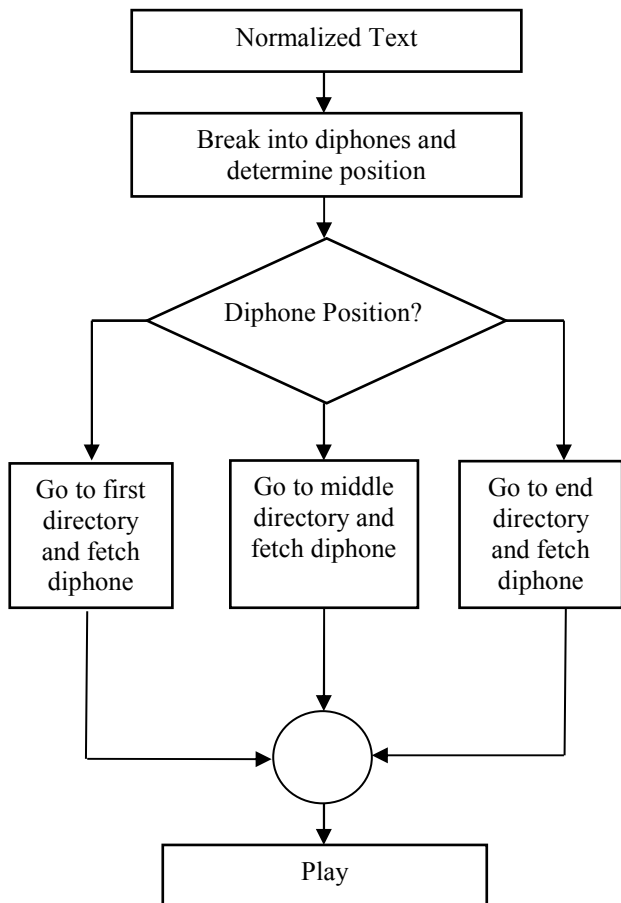 Normalized Text
Break into diphones and
determine position
Diphone Position?
Go to first
directory
and fetch
diphone
Go to middle
directory and
fetch diphone
Go to end
directory
and fetch
diphone
Play